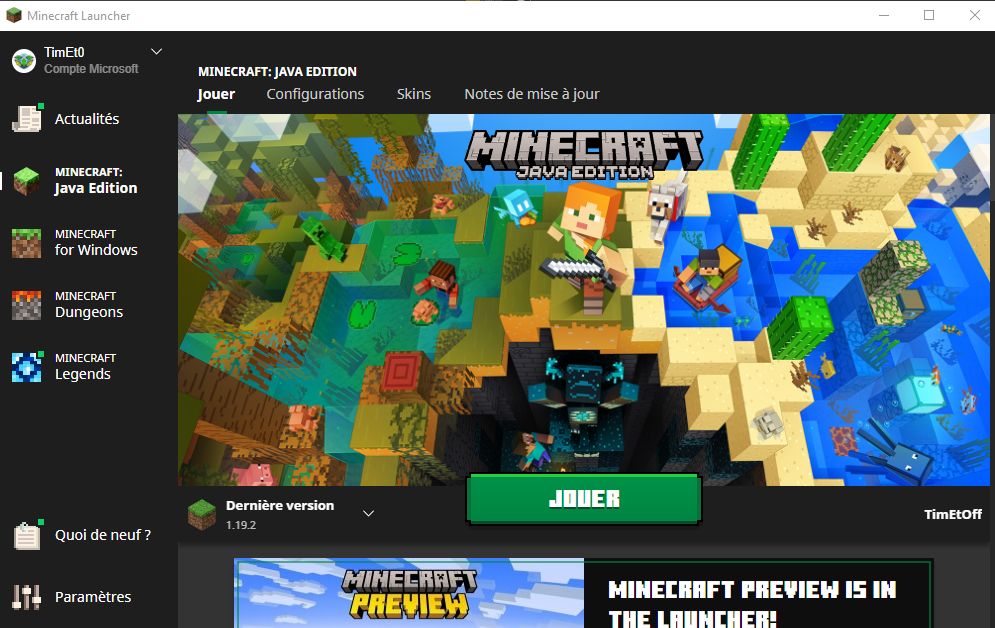 Minecraft Launcher
TimEt0
Compte Microsoft
Actualités
MINECRAFT:
Java Edition
MINECRAFT
for Windows
MINECRAFT
Dungeons
MINECRAFT
Legends
Quoi de neuf ?
Paramètres
MINECRAFT: JAVA EDITION
Jouer Configurations Skins Notes de mise à jour
MINECRAFT
JAVA EDITION
Dernière version
1.19.2
JOUER
TimEtOff
MINECRAFT
PREVIEW
MINECRAFT PREVIEW IS IN
THE LAUNCHER!